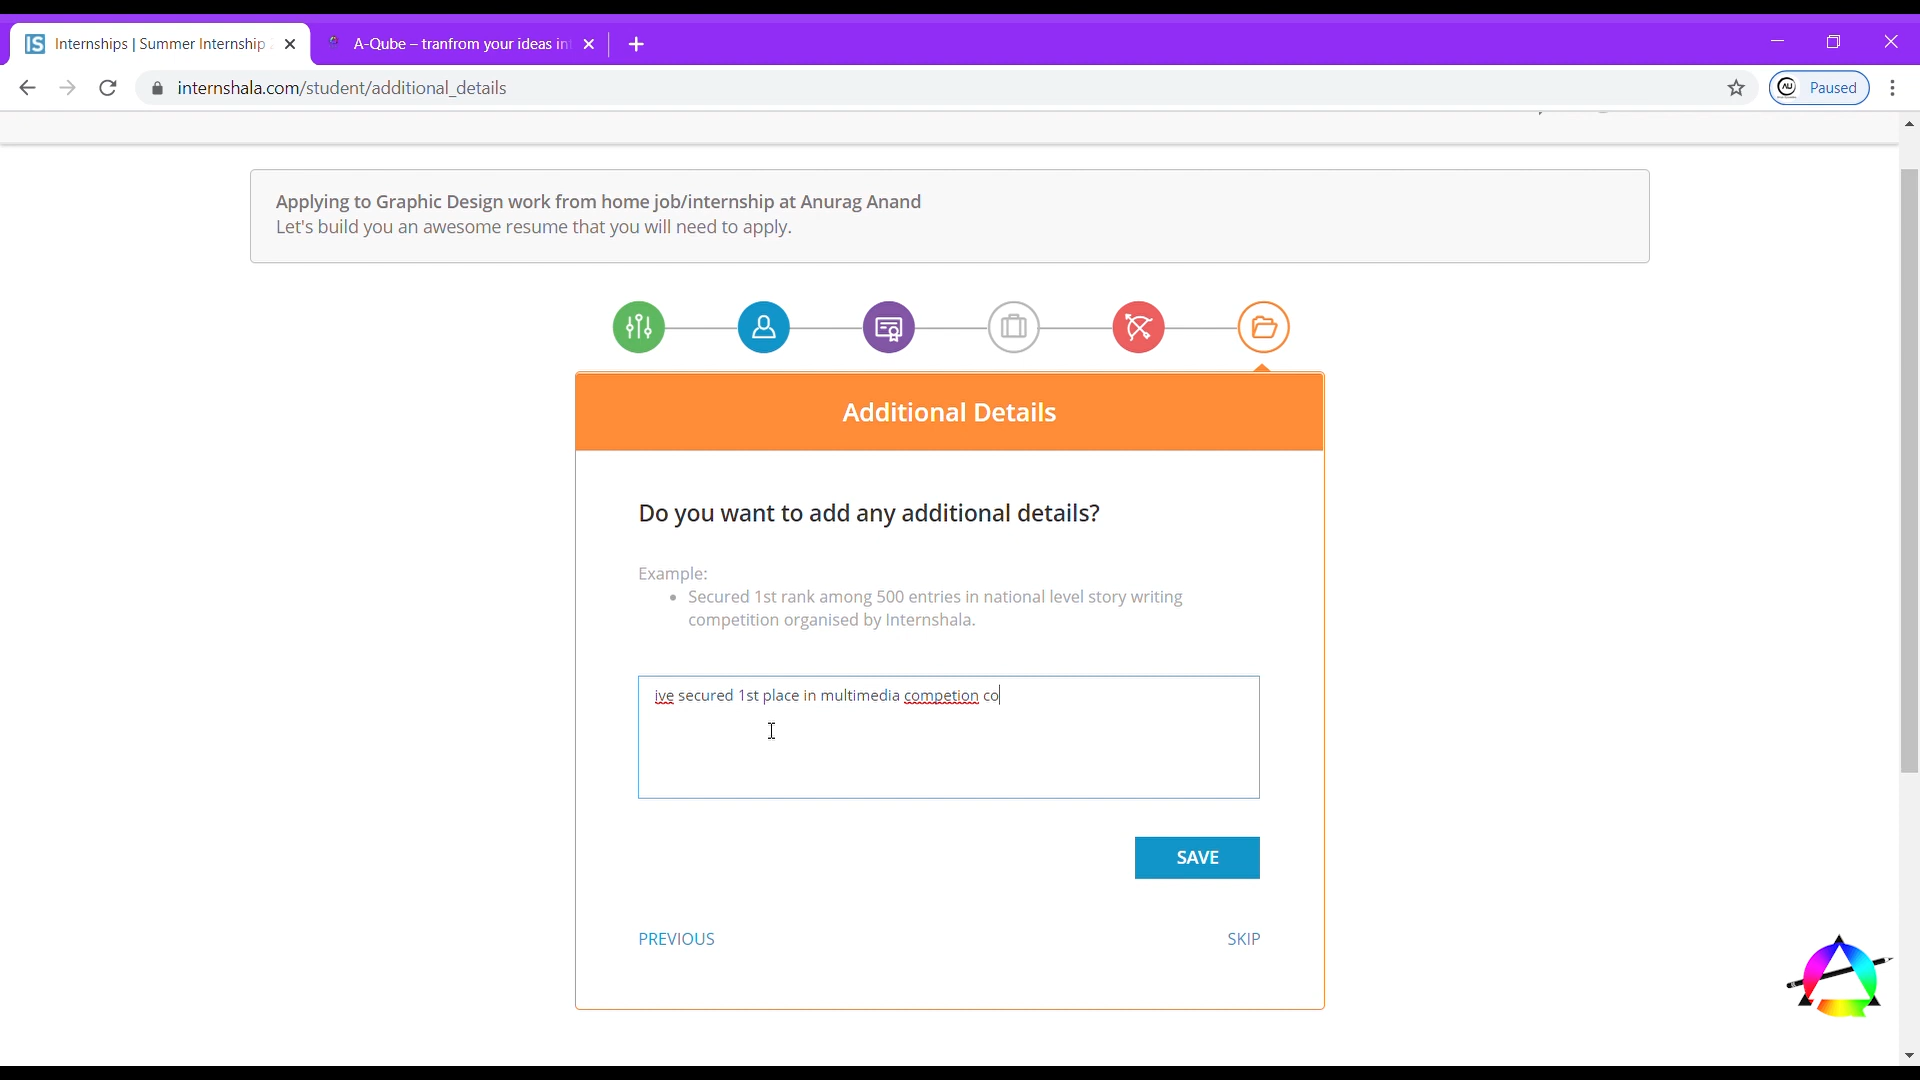 Internships | Summer Internship
A-Qube – tranfrom your ideas in
internshala.com/student/additional_details
Paused
Applying to Graphic Design work from home job/internship at Anurag Anand
Let's build you an awesome resume that you will need to apply.
Additional Details
Do you want to add any additional details?
Example:
• Secured 1st rank among 500 entries in national level story writing
competition organised by Internshala.
ive secured 1st place in multimedia competion co
SAVE
PREVIOUS
SKIP